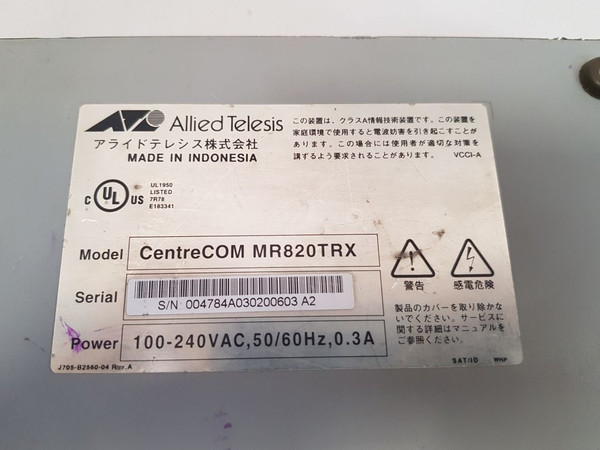 Allied Telesis
アライドテレシス株式会社
MADE IN INDONESIA
この装置は、クラスA情報技術装置です。この装置を
家庭環境で使用すると電波妨害を引き起こすことが
あります。この場合には使用者が適切な対策を
講ずるよう要求されることがあります。 VCCI-A
C UL US
UL1950
LISTED
7R78
E183341
Model CentreCOM MR820TRX
Serial
S/N 004784A030200603 A2
Power 100-240VAC,50/60Hz,0.3A
警告 感電危険
製品のカバーを取り除かな
いでください。サービスに
関する詳細はマニュアルを
ご参照ください。
J705-B2560-04 Rev.A
SAT/ID WHP